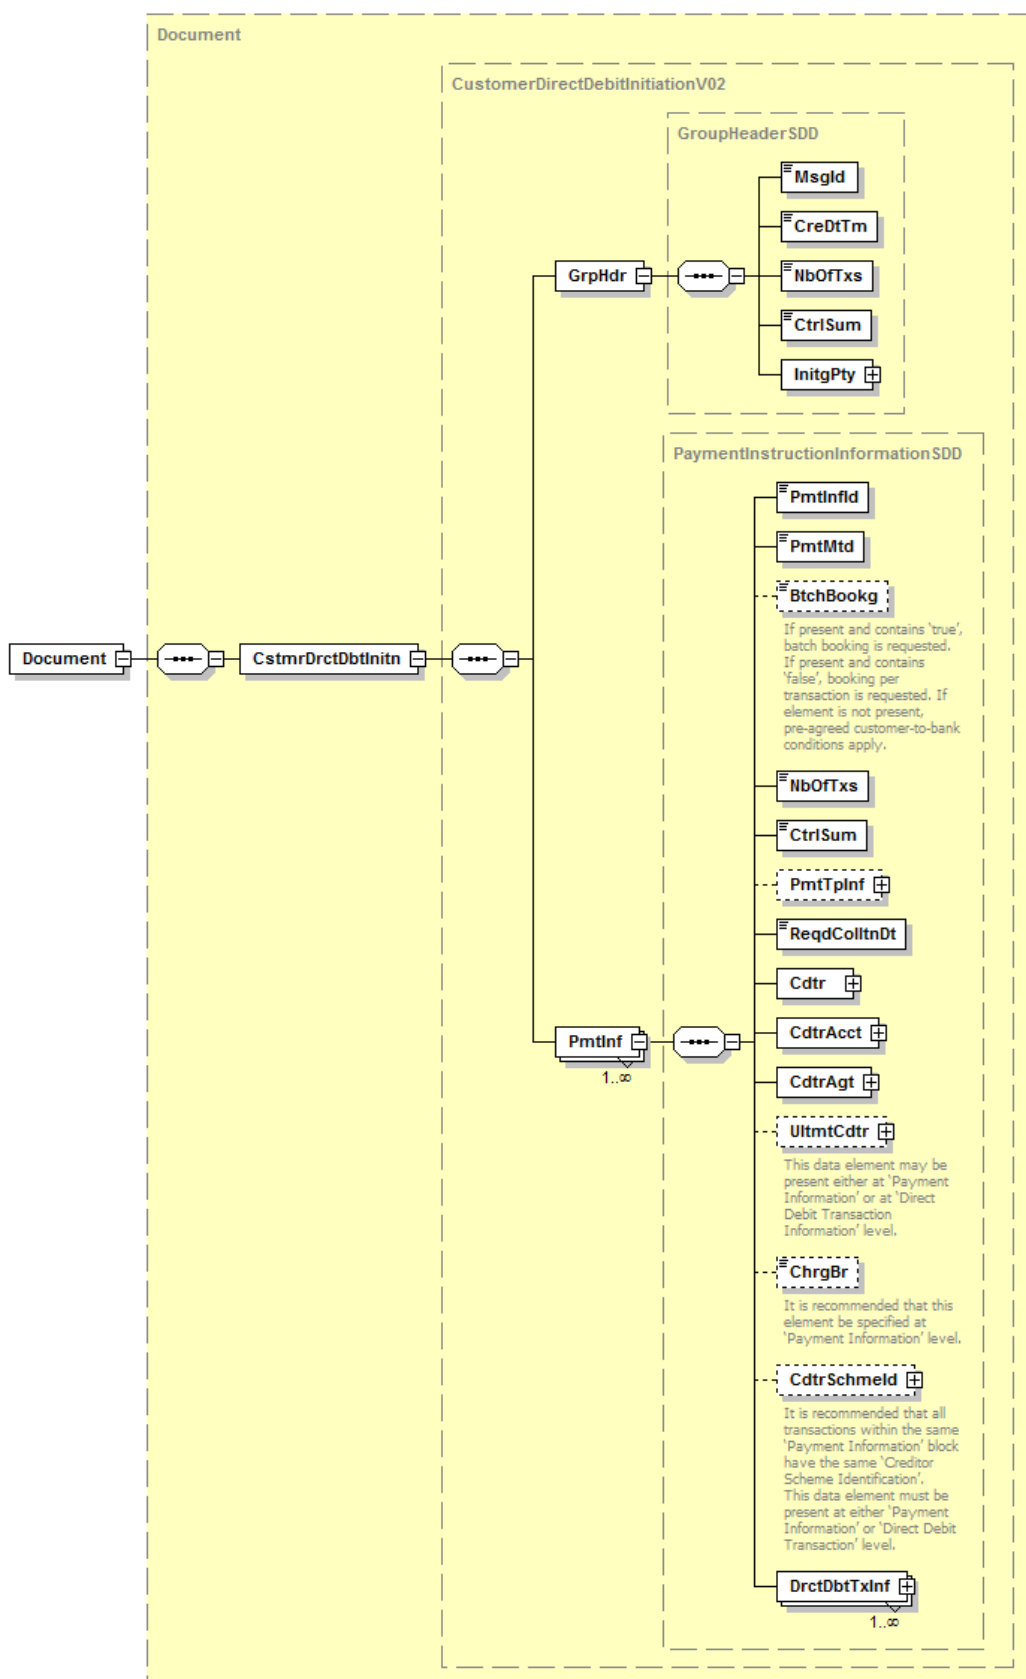 Document
CustomerDirectDebitInitiationV02
GroupHeaderSDD
MsgId
CreDtTm
GrpHdr
NbOfTxs
CtrlSum
InitgPty
PaymentInstructionInformationSDD
PmtInfId
PmtMtd
BtchBookg
If present and contains ‘true’,
batch booking is requested.
If present and contains
‘false’, booking per
transaction is requested. If
element is not present,
pre-agreed customer-to-bank
conditions apply.
Document
CstmrDrctDbtInitn
NbOfTxs
CtrlSum
PmtTpInf
ReqdColltnDt
Cdtr
PmtInf
1..∞
CdtrAcct
CdtrAgt
UltmtCdtr
This data element may be
present either at ‘Payment
Information’ or at ‘Direct
Debit Transaction
Information’ level.
ChrgBr
It is recommended that this
element be specified at
‘Payment Information’ level.
CdtrSchmeId
It is recommended that all
transactions within the same
‘Payment Information’ block
have the same ‘Creditor
Scheme Identification’.
This data element must be
present at either ‘Payment
Information’ or ‘Direct Debit
Transaction’ level.
DrctDbtTxInf
1..∞